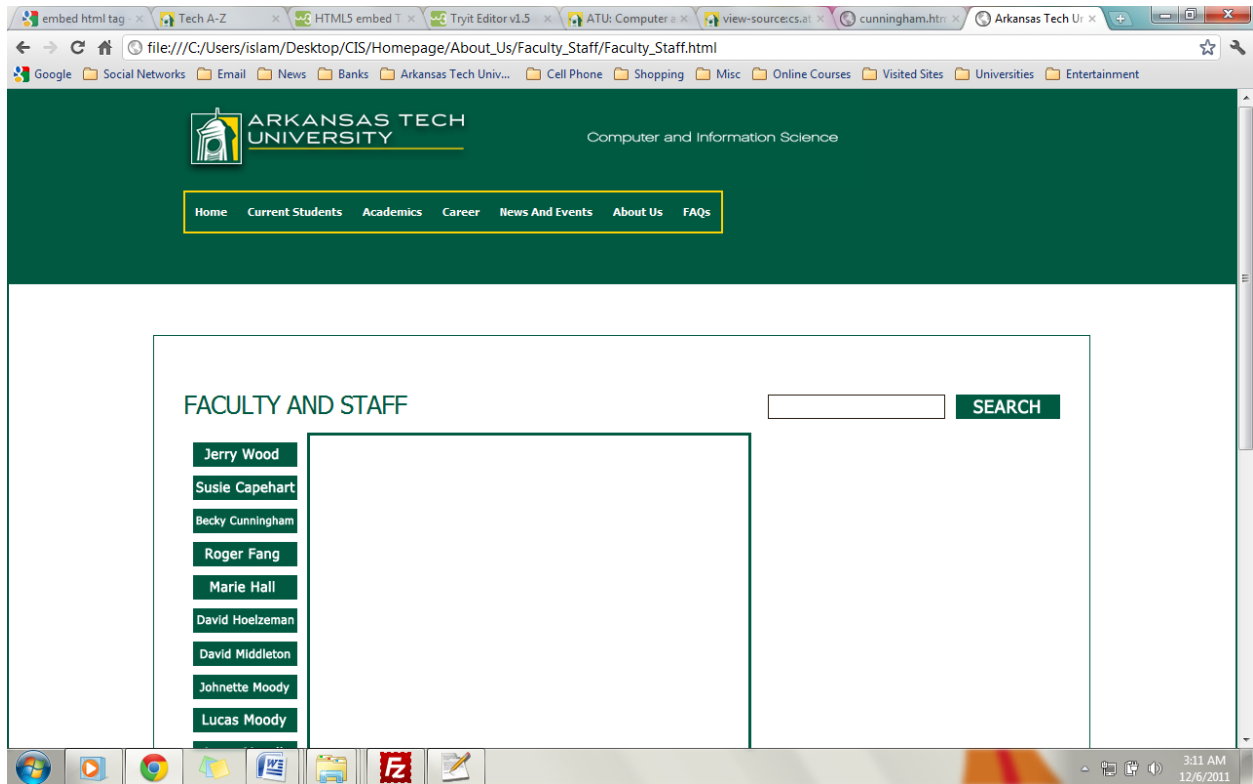 embed html tag - Tech A-Z HTML5 embed T Tryit Editor v1.5 ATU: Computer a view-source:cs.at cunningham.htm Arkansas Tech Ur
file:///C:/Users/islam/Desktop/CIS/Homepage/About_Us/Faculty_Staff/Faculty_Staff.html
Google Social Networks Email News Banks Arkansas Tech Univ... Cell Phone Shopping Misc Online Courses Visited Sites Universities Entertainment
ARKANSAS TECH
UNIVERSITY
Computer and Information Science
Home Current Students Academics Career News And Events About Us FAQs
FACULTY AND STAFF
SEARCH
Jerry Wood
Susie Capehart
Becky Cunningham
Roger Fang
Marie Hall
David Hoelzeman
David Middleton
Johnette Moody
Lucas Moody
3:11 AM
12/6/2011